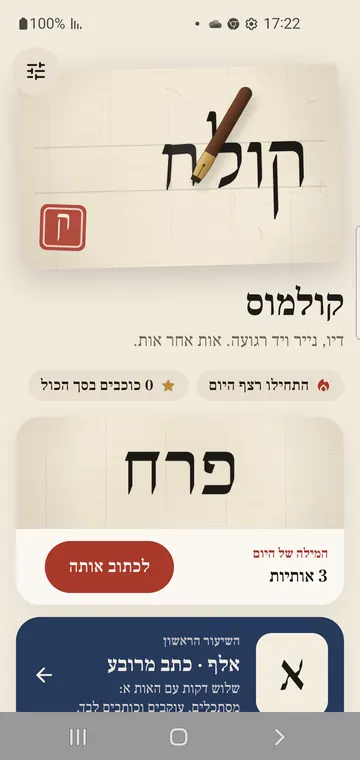 100% 17:22
קולמ
ק
קולמוס
דיו, נייר ויד רגועה. אות אחר אות.
התחילו רצף היום
0 כוכבים בסך הכול
פרח
המילה של היום
3 אותיות
לכתוב אותה
השיעור הראשון
אלף · כתב מרובע
שלוש דקות עם האות א:
מסתכלים, עוקבים וכותבים לבד.
א